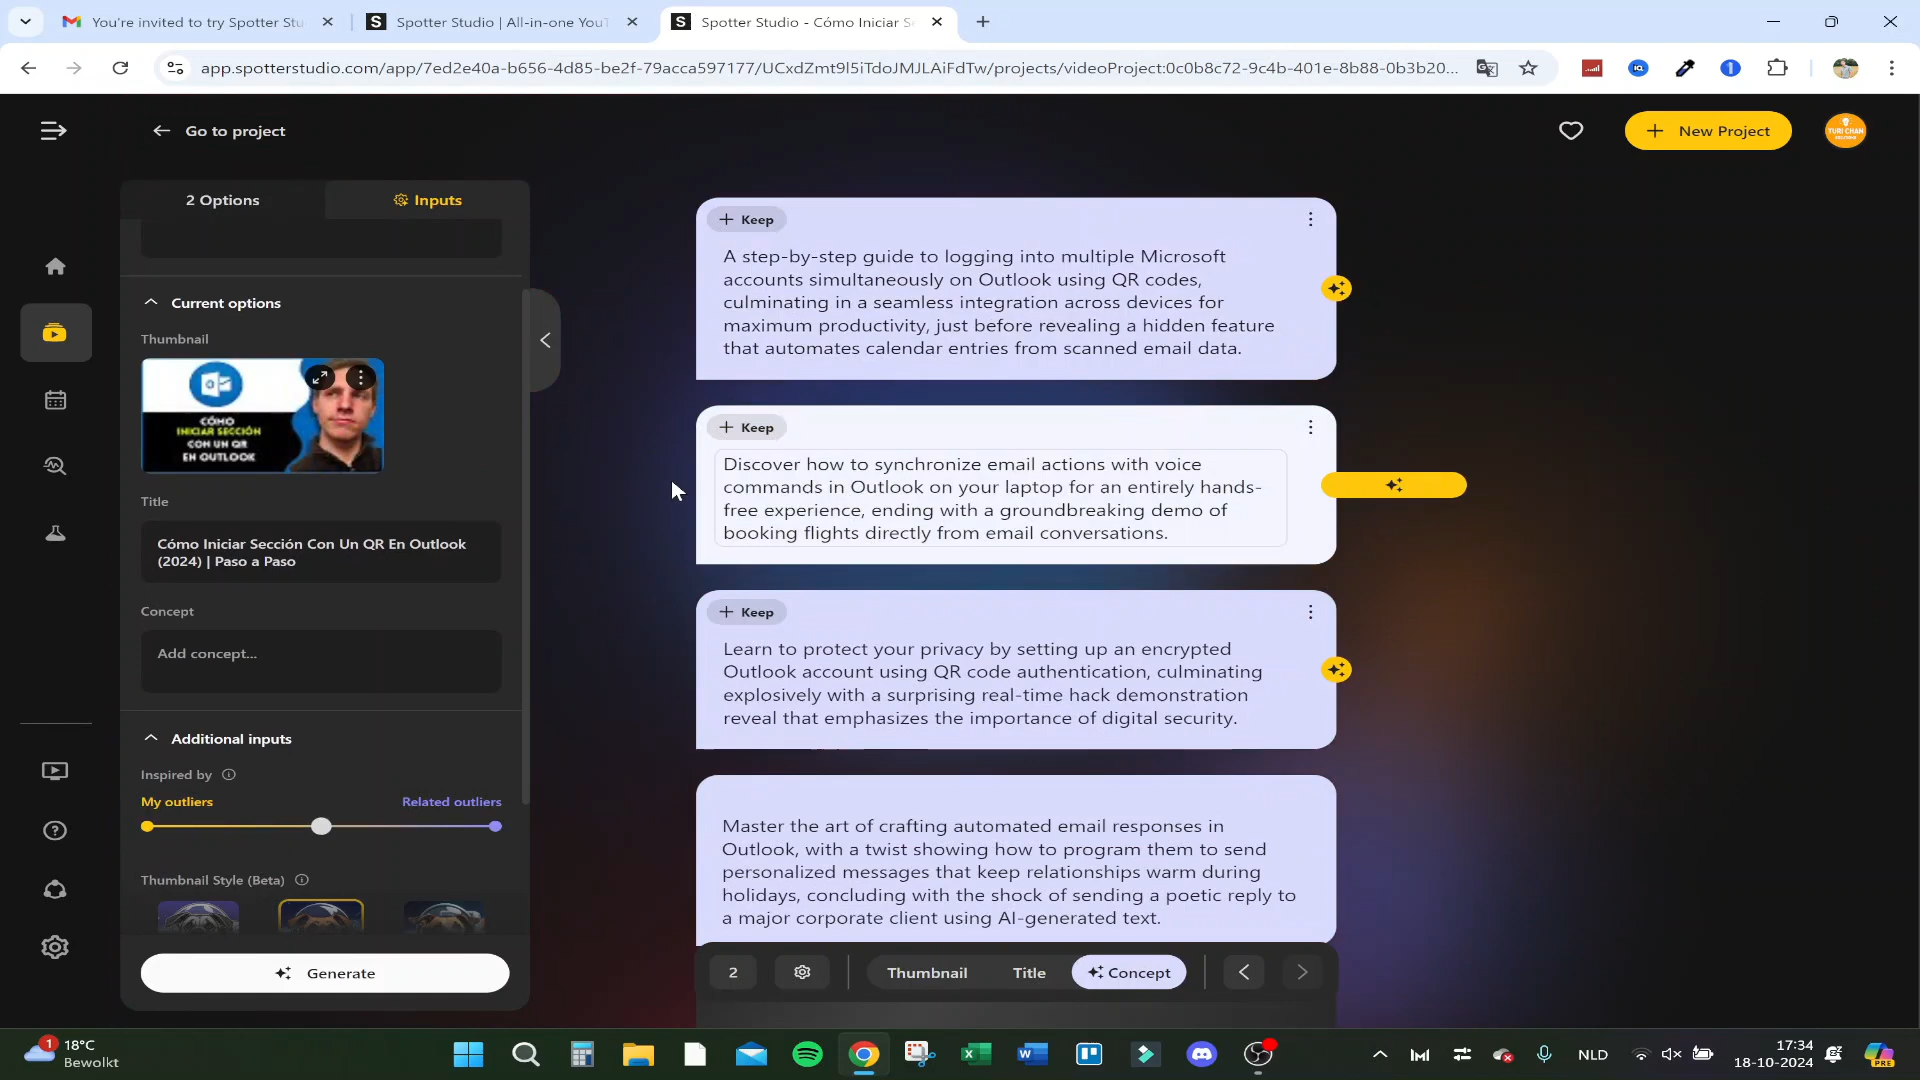 You're invited to try Spotter Stu
Spotter Studio | All-in-one You
Spotter Studio - Cómo Iniciar S
app.spotterstudio.com/app/7ed2e40a-b656-4d85-be2f-79acca597177/UCxdZmt9l5iTdoJMJLAiFdTw/projects/videoProject:0c0b8c72-9c4b-401e-8b88-0b3b20...
Go to project
New Project
TURI CHAN
2 Options
Inputs
Current options
Thumbnail
CÓMO
INICIAR SECCIÓN
CON UN QR
EN OUTLOOK
Title
Cómo Iniciar Sección Con Un QR En Outlook
(2024) | Paso a Paso
Concept
Add concept...
Additional inputs
Inspired by
My outliers
Related outliers
Thumbnail Style (Beta)
Generate
Keep
A step-by-step guide to logging into multiple Microsoft
accounts simultaneously on Outlook using QR codes,
culminating in a seamless integration across devices for
maximum productivity, just before revealing a hidden feature
that automates calendar entries from scanned email data.
Keep
Discover how to synchronize email actions with voice
commands in Outlook on your laptop for an entirely hands-
free experience, ending with a groundbreaking demo of
booking flights directly from email conversations.
Keep
Learn to protect your privacy by setting up an encrypted
Outlook account using QR code authentication, culminating
explosively with a surprising real-time hack demonstration
reveal that emphasizes the importance of digital security.
Master the art of crafting automated email responses in
Outlook, with a twist showing how to program them to send
personalized messages that keep relationships warm during
holidays, concluding with the shock of sending a poetic reply to
a major corporate client using AI-generated text.
2
Thumbnail
Title
Concept
1
18°C
Bewolkt
NLD
17:34
18-10-2024
PRE